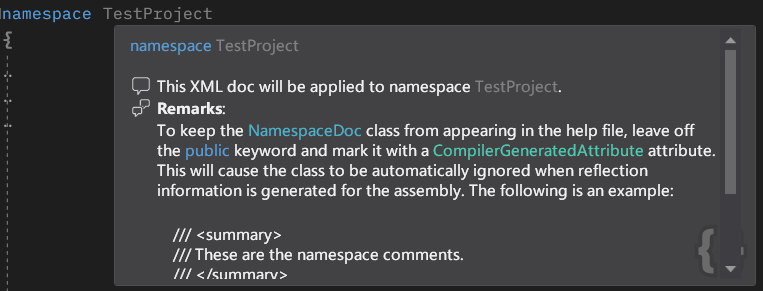 namespace TestProject
{
namespace TestProject
This XML doc will be applied to namespace TestProject.
Remarks:
To keep the NamespaceDoc class from appearing in the help file, leave off
the public keyword and mark it with a CompilerGeneratedAttribute attribute.
This will cause the class to be automatically ignored when reflection
information is generated for the assembly. The following is an example:
/// <summary>
/// These are the namespace comments.
/// </summary>